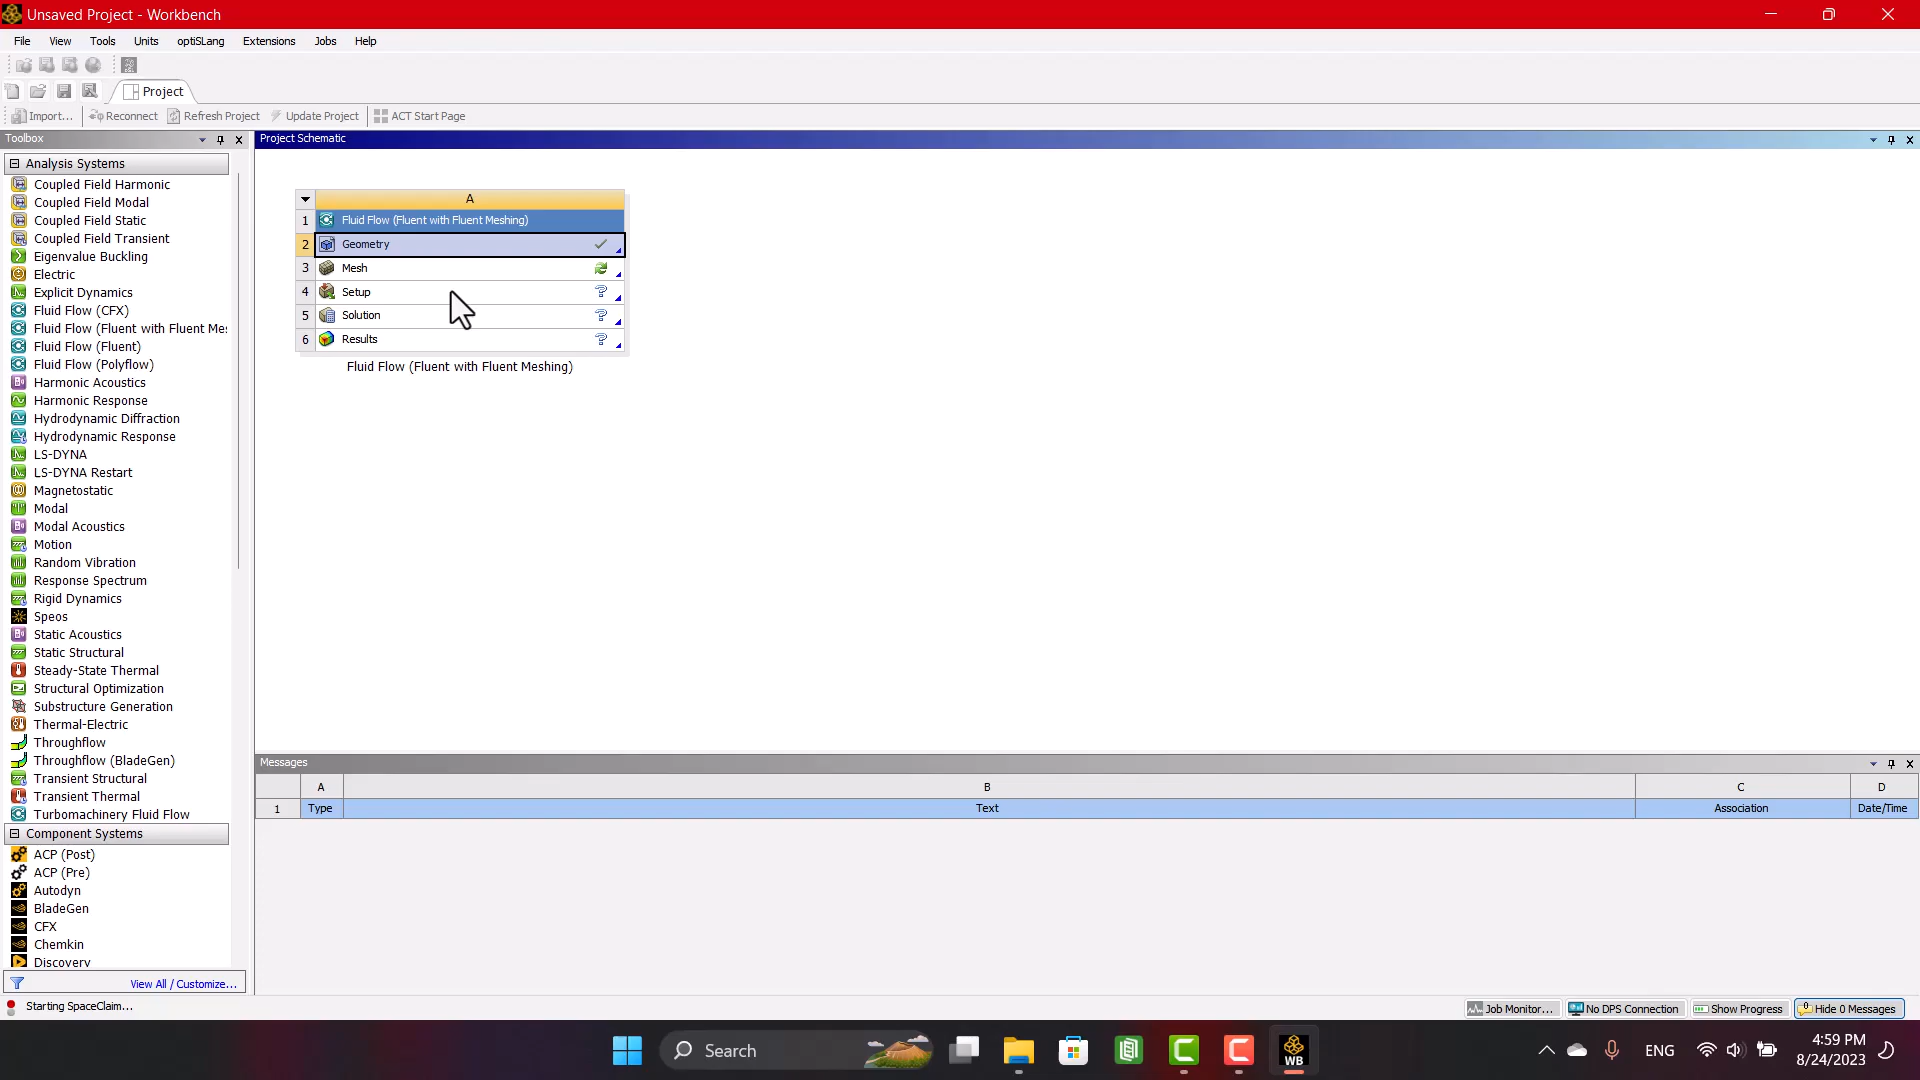 Unsaved Project - Workbench
File View Tools Units optiSLang Extensions Jobs Help
Project
Import... Reconnect Refresh Project Update Project ACT Start Page
Toolbox
Analysis Systems
Coupled Field Harmonic
Coupled Field Modal
Coupled Field Static
Coupled Field Transient
Eigenvalue Buckling
Electric
Explicit Dynamics
Fluid Flow (CFX)
Fluid Flow (Fluent with Fluent Me
Fluid Flow (Fluent)
Fluid Flow (Polyflow)
Harmonic Acoustics
Harmonic Response
Hydrodynamic Diffraction
Hydrodynamic Response
LS-DYNA
LS-DYNA Restart
Magnetostatic
Modal
Modal Acoustics
Motion
Random Vibration
Response Spectrum
Rigid Dynamics
Speos
Static Acoustics
Static Structural
Steady-State Thermal
Structural Optimization
Substructure Generation
Thermal-Electric
Throughflow
Throughflow (BladeGen)
Transient Structural
Transient Thermal
Turbomachinery Fluid Flow
Component Systems
ACP (Post)
ACP (Pre)
Autodyn
BladeGen
CFX
Chemkin
Discovery
View All / Customize...
Project Schematic
A
1 Fluid Flow (Fluent with Fluent Meshing)
2 Geometry
3 Mesh
4 Setup ?
5 Solution ?
6 Results ?
Fluid Flow (Fluent with Fluent Meshing)
Messages
A B C D
1 Type Text Association Date/Time
Starting SpaceClaim...
Job Monitor... No DPS Connection Show Progress 0 Hide 0 Messages
Search
WB
ENG
4:59 PM
8/24/2023